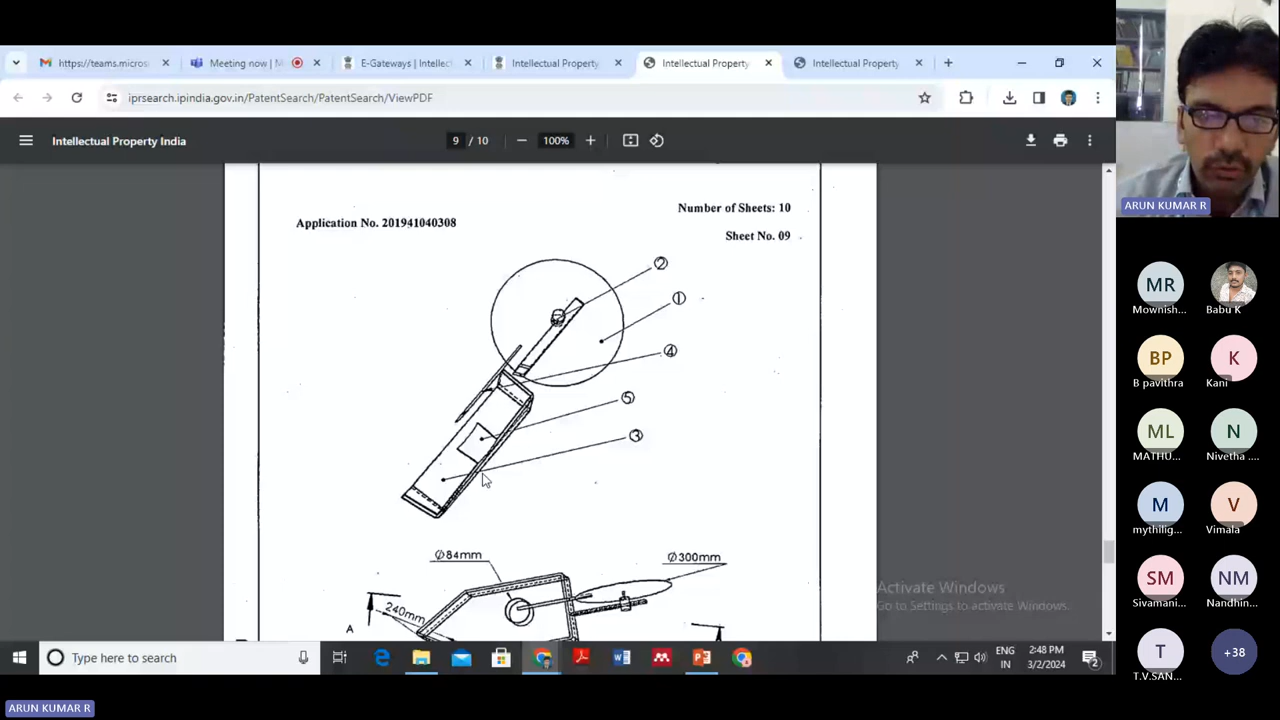 https://teams.micros
Meeting now | M
E-Gateways | Intellec
Intellectual Property
Intellectual Property
Intellectual Property
iprsearch.ipindia.gov.in/PatentSearch/PatentSearch/ViewPDF
Intellectual Property India
9 / 10
100%
Application No. 201941040308
Number of Sheets: 10
Sheet No. 09
②
①
④
⑤
③
Ø84mm
Ø300mm
240mm
A
Activate Windows
Go to Settings to activate Windows.
Type here to search
ENG
IN
2:48 PM
3/2/2024
2
ARUN KUMAR R
MR
Mownish...
Babu K
BP
B pavithra
K
Kani
ML
MATHU...
N
Nivetha ....
M
mythilig...
V
Vimala
SM
Sivamani...
NM
Nandhin...
T
T.V.SAN...
+38
ARUN KUMAR R